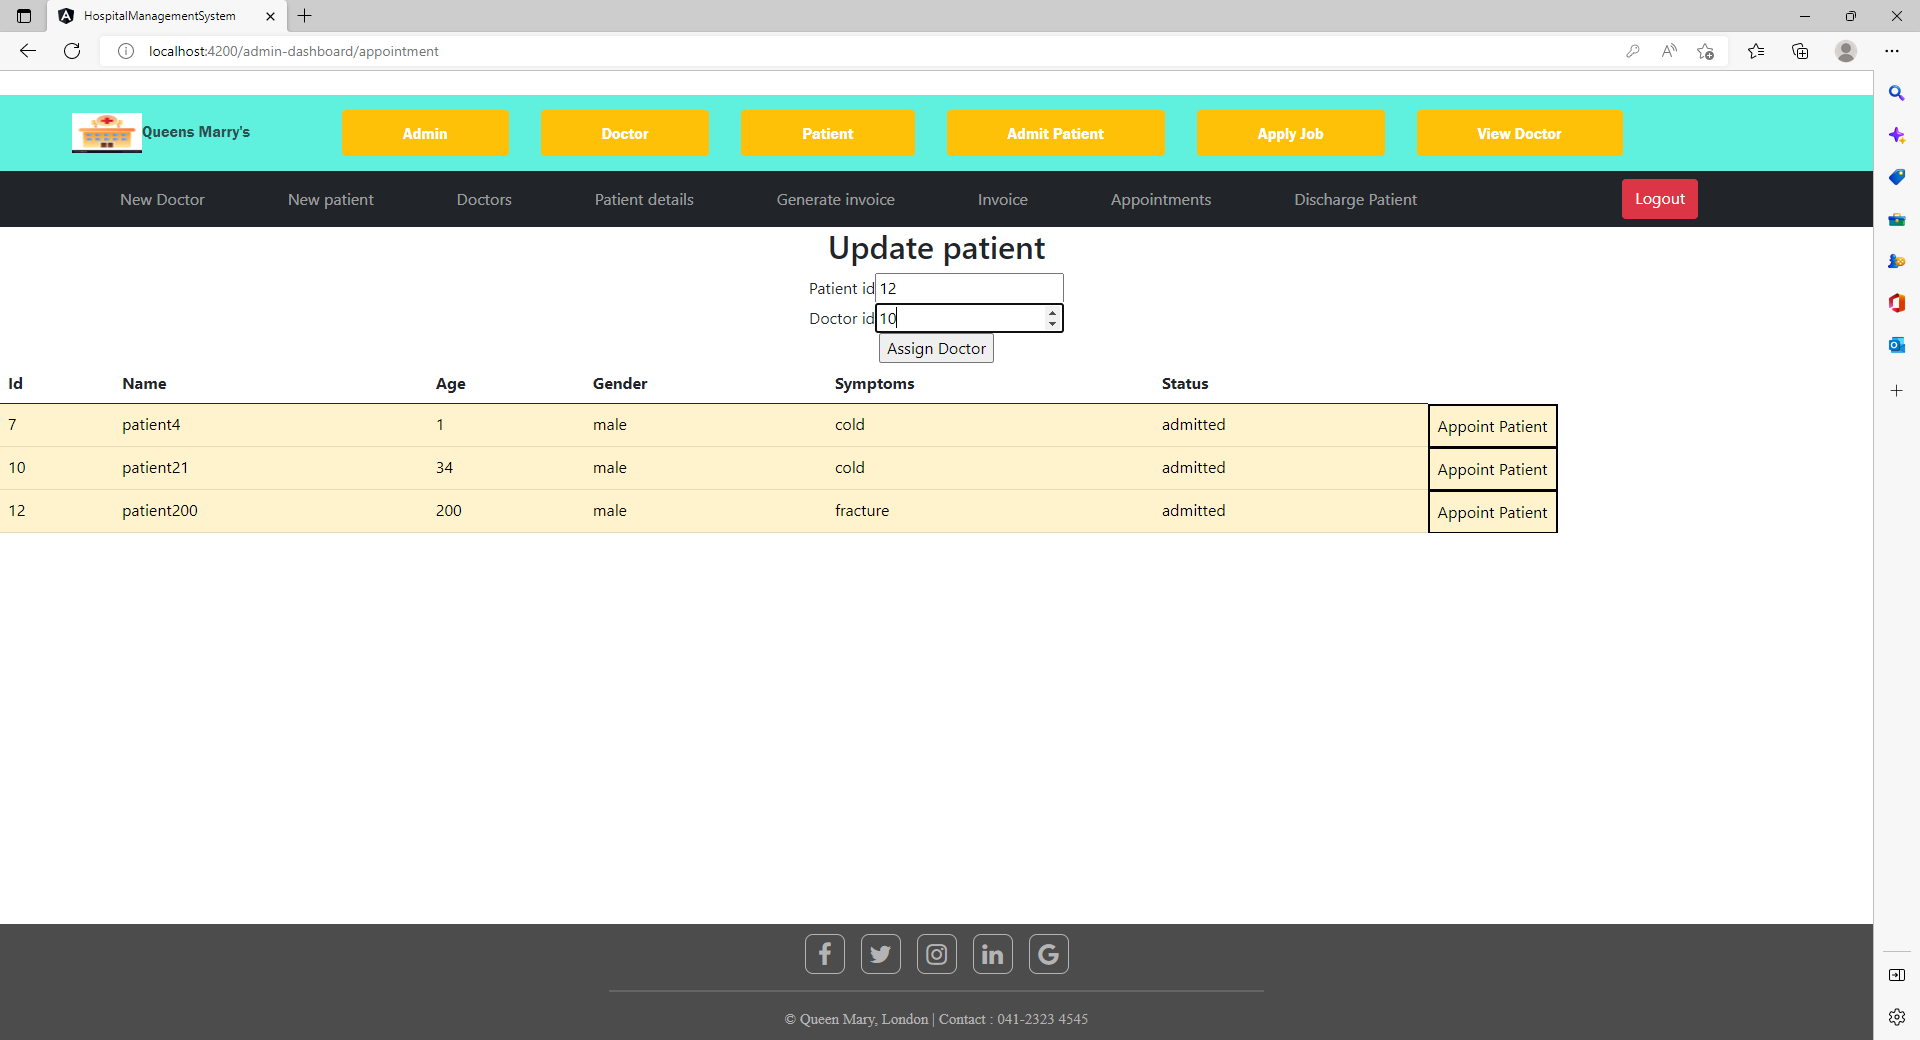 HospitalManagementSystem
localhost:4200/admin-dashboard/appointment
Queens Marry's Admin Doctor Patient Admit Patient Apply Job View Doctor
New Doctor New patient Doctors Patient details Generate invoice Invoice Appointments Discharge Patient Logout
Update patient
Patient id 12
Doctor id 10
Assign Doctor
Id Name Age Gender Symptoms Status
7 patient4 1 male cold admitted Appoint Patient
10 patient21 34 male cold admitted Appoint Patient
12 patient200 200 male fracture admitted Appoint Patient
© Queen Mary, London | Contact : 041-2323 4545